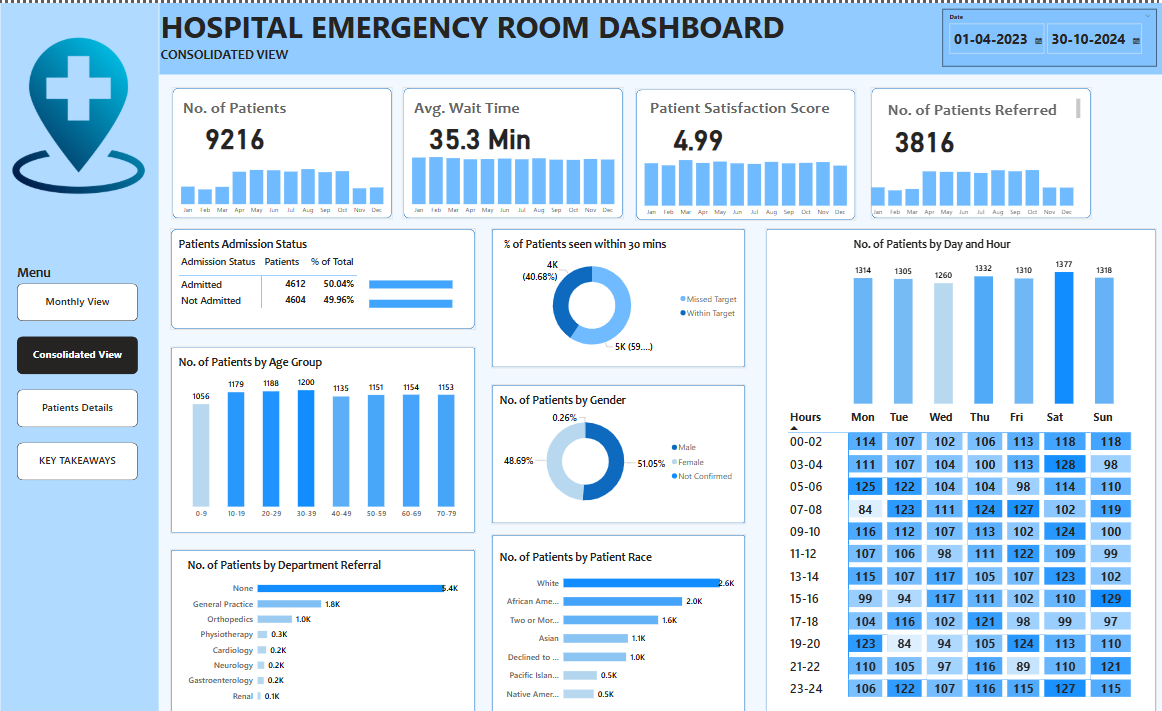 HOSPITAL EMERGENCY ROOM DASHBOARD
CONSOLIDATED VIEW
Date
01-04-2023 30-10-2024
Menu
Monthly View
Consolidated View
Patients Details
KEY TAKEAWAYS
No. of Patients
9216
Jan Feb Mar Apr May Jun Jul Aug Sep Oct Nov Dec
Avg. Wait Time
35.3 Min
Jan Feb Mar Apr May Jun Jul Aug Sep Oct Nov Dec
Patient Satisfaction Score
4.99
Jan Feb Mar Apr May Jun Jul Aug Sep Oct Nov Dec
No. of Patients Referred
3816
Jan Feb Mar Apr May Jun Jul Aug Sep Oct Nov Dec
Patients Admission Status
Admission Status Patients % of Total
Admitted 4612 50.04%
Not Admitted 4604 49.96%
No. of Patients by Age Group
1056 1179 1188 1200 1135 1151 1154 1153
0-9 10-19 20-29 30-39 40-49 50-59 60-69 70-79
No. of Patients by Department Referral
None 5.4K
General Practice 1.8K
Orthopedics 1.0K
Physiotherapy 0.3K
Cardiology 0.2K
Neurology 0.2K
Gastroenterology 0.2K
Renal 0.1K
% of Patients seen within 30 mins
4K
(40.68%)
5K (59....)
Missed Target
Within Target
No. of Patients by Gender
0.26%
48.69%
51.05%
Male
Female
Not Confirmed
No. of Patients by Patient Race
White 2.6K
African Ame... 2.0K
Two or Mor... 1.6K
Asian 1.1K
Declined to ... 1.0K
Pacific Islan... 0.5K
Native Amer... 0.5K
No. of Patients by Day and Hour
1314 1305 1260 1332 1310 1377 1318
Hours Mon Tue Wed Thu Fri Sat Sun
00-02 114 107 102 106 113 118 118
03-04 111 107 104 100 113 128 98
05-06 125 122 104 104 98 114 110
07-08 84 123 111 124 127 102 119
09-10 116 112 107 113 102 124 100
11-12 107 106 98 111 122 109 99
13-14 115 107 117 105 107 123 102
15-16 99 94 117 111 102 110 129
17-18 104 116 102 121 98 99 97
19-20 123 84 94 105 124 113 110
21-22 110 105 97 116 89 110 121
23-24 106 122 107 116 115 127 115